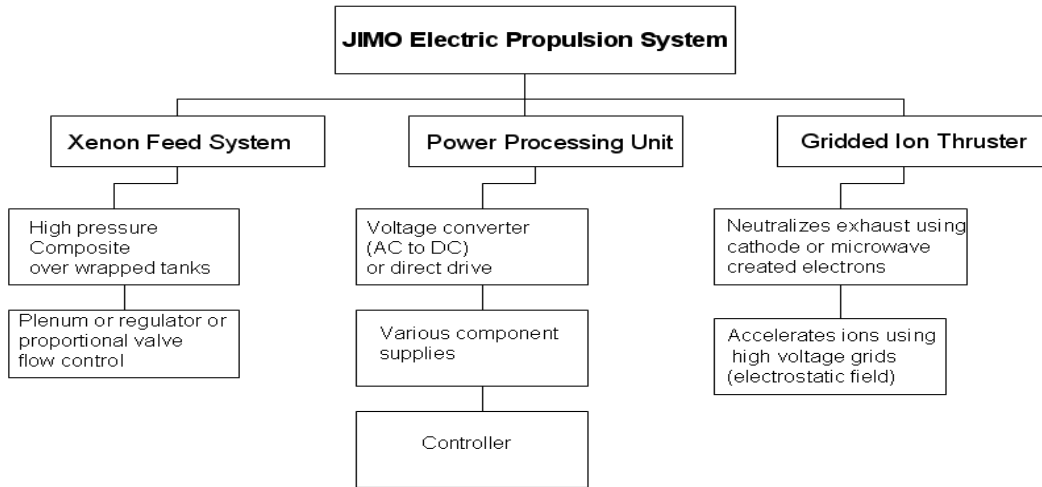 JIMO Electric Propulsion System
Xenon Feed System
Power Processing Unit
Gridded Ion Thruster
High pressure
Composite
over wrapped tanks
Plenum or regulator or
proportional valve
flow control
Voltage converter
(AC to DC)
or direct drive
Various component
supplies
Controller
Neutralizes exhaust using
cathode or microwave
created electrons
Accelerates ions using
high voltage grids
(electrostatic field)